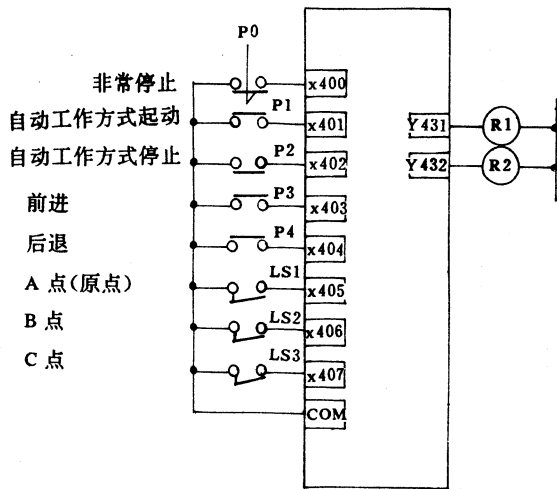 P0
非常停止 x400
自动工作方式起动 P1 x401 Y431 R1
自动工作方式停止 P2 x402 Y432 R2
前进 P3 x403
后退 P4 x404
A 点(原点) LS1 x405
B 点 LS2 x406
C 点 LS3 x407
COM